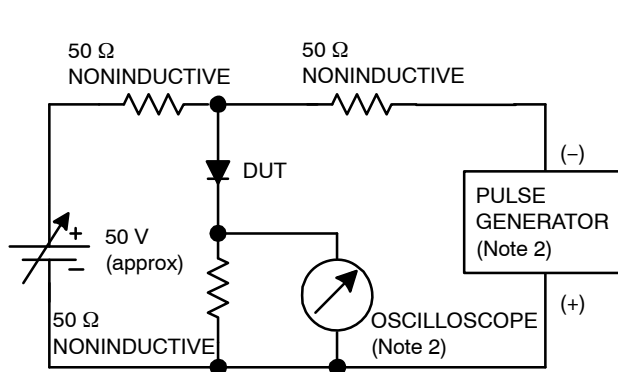 50 Ω
NONINDUCTIVE
50 Ω
NONINDUCTIVE
DUT
(−)
PULSE
GENERATOR
(Note 2)
+
50 V
(approx)
−
(+)
50 Ω
NONINDUCTIVE
OSCILLOSCOPE
(Note 2)